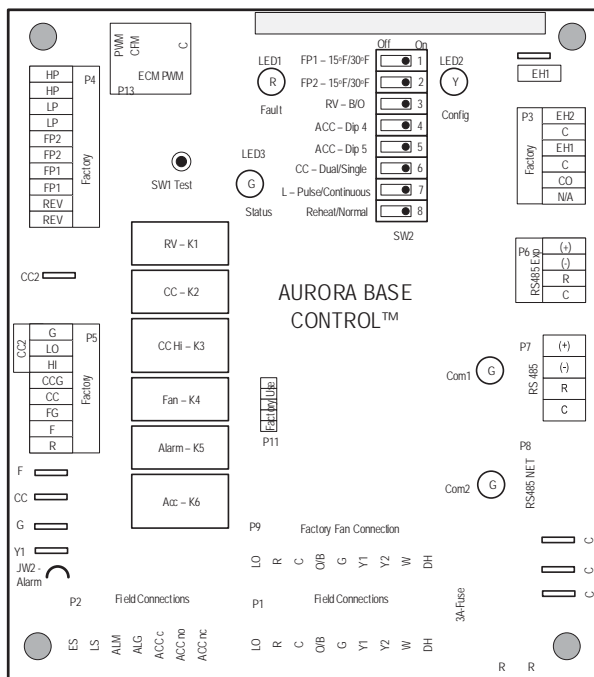 PWM
CFM
C
ECM PWM
P13
P4
HP
HP
LP
LP
FP2
FP2
FP1
FP1
REV
REV
Factory
LED1
R
Fault
SW1 Test
LED3
G
Status
Off On
FP1 – 15ºF/30ºF 1
FP2 – 15ºF/30ºF 2
RV – B/O 3
ACC – Dip 4 4
ACC – Dip 5 5
CC – Dual/Single 6
L – Pulse/Continuous 7
Reheat/Normal 8
SW2
LED2
Y
Config
EH1
P3
Factory
EH2
C
EH1
C
CO
N/A
P6
RS485 Exp
(+)
(-)
R
C
P7
RS 485
(+)
(-)
R
C
P8
RS485 NET
CC2
RV – K1
CC – K2
CC Hi – K3
Fan – K4
Alarm – K5
Acc – K6
AURORA BASE
CONTROL™
CC2
P5
G
LO
HI
CCG
CC
FG
F
R
Factory
Factory Use
P11
Com1
G
Com2
G
F
CC
G
Y1
JW2 -
Alarm
P9
Factory Fan Connection
LO
R
C
O/B
G
Y1
Y2
W
DH
C
C
C
3A-Fuse
P2
Field Connections
ES
LS
ALM
ALG
ACC c
ACC no
ACC nc
P1
Field Connections
LO
R
C
O/B
G
Y1
Y2
W
DH
R
R